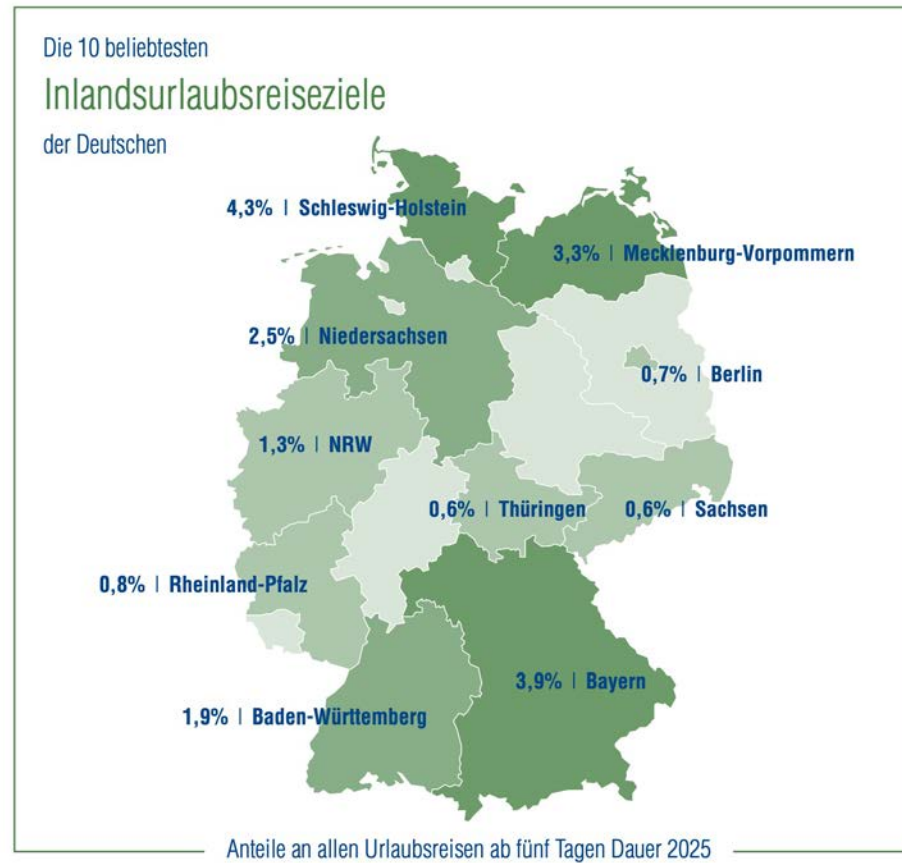 Die 10 beliebtesten
Inlandsurlaubsreiseziele
der Deutschen
4,3% | Schleswig-Holstein
3,3% | Mecklenburg-Vorpommern
2,5% | Niedersachsen
0,7% | Berlin
1,3% | NRW
0,6% | Thüringen
0,6% | Sachsen
0,8% | Rheinland-Pfalz
3,9% | Bayern
1,9% | Baden-Württemberg
Anteile an allen Urlaubsreisen ab fünf Tagen Dauer 2025